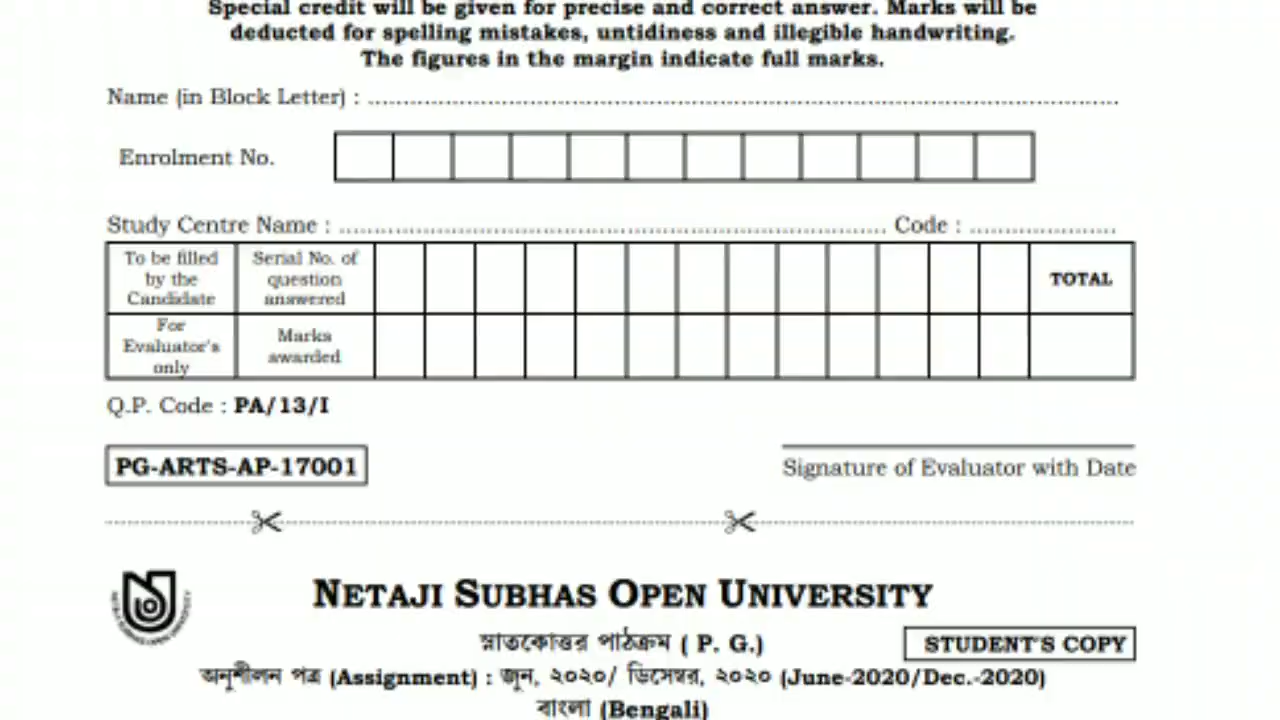 Special credit will be given for precise and correct answer. Marks will be
deducted for spelling mistakes, untidiness and illegible handwriting.
The figures in the margin indicate full marks.
Name (in Block Letter) : ........................................................................................................
Enrolment No.
Study Centre Name : ............................................................................ Code : .....................
To be filled
by the
Candidate
Serial No. of
question
answered
TOTAL
For
Evaluator's
only
Marks
awarded
Q.P. Code : PA/13/I
PG-ARTS-AP-17001
Signature of Evaluator with Date
NETAJI SUBHAS OPEN UNIVERSITY
স্নাতকোত্তর পাঠক্রম ( P. G.)
STUDENT'S COPY
অনুশীলন পত্র (Assignment) : জুন, ২০২০/ ডিসেম্বর, ২০২০ (June-2020/Dec.-2020)
বাংলা (Bengali)